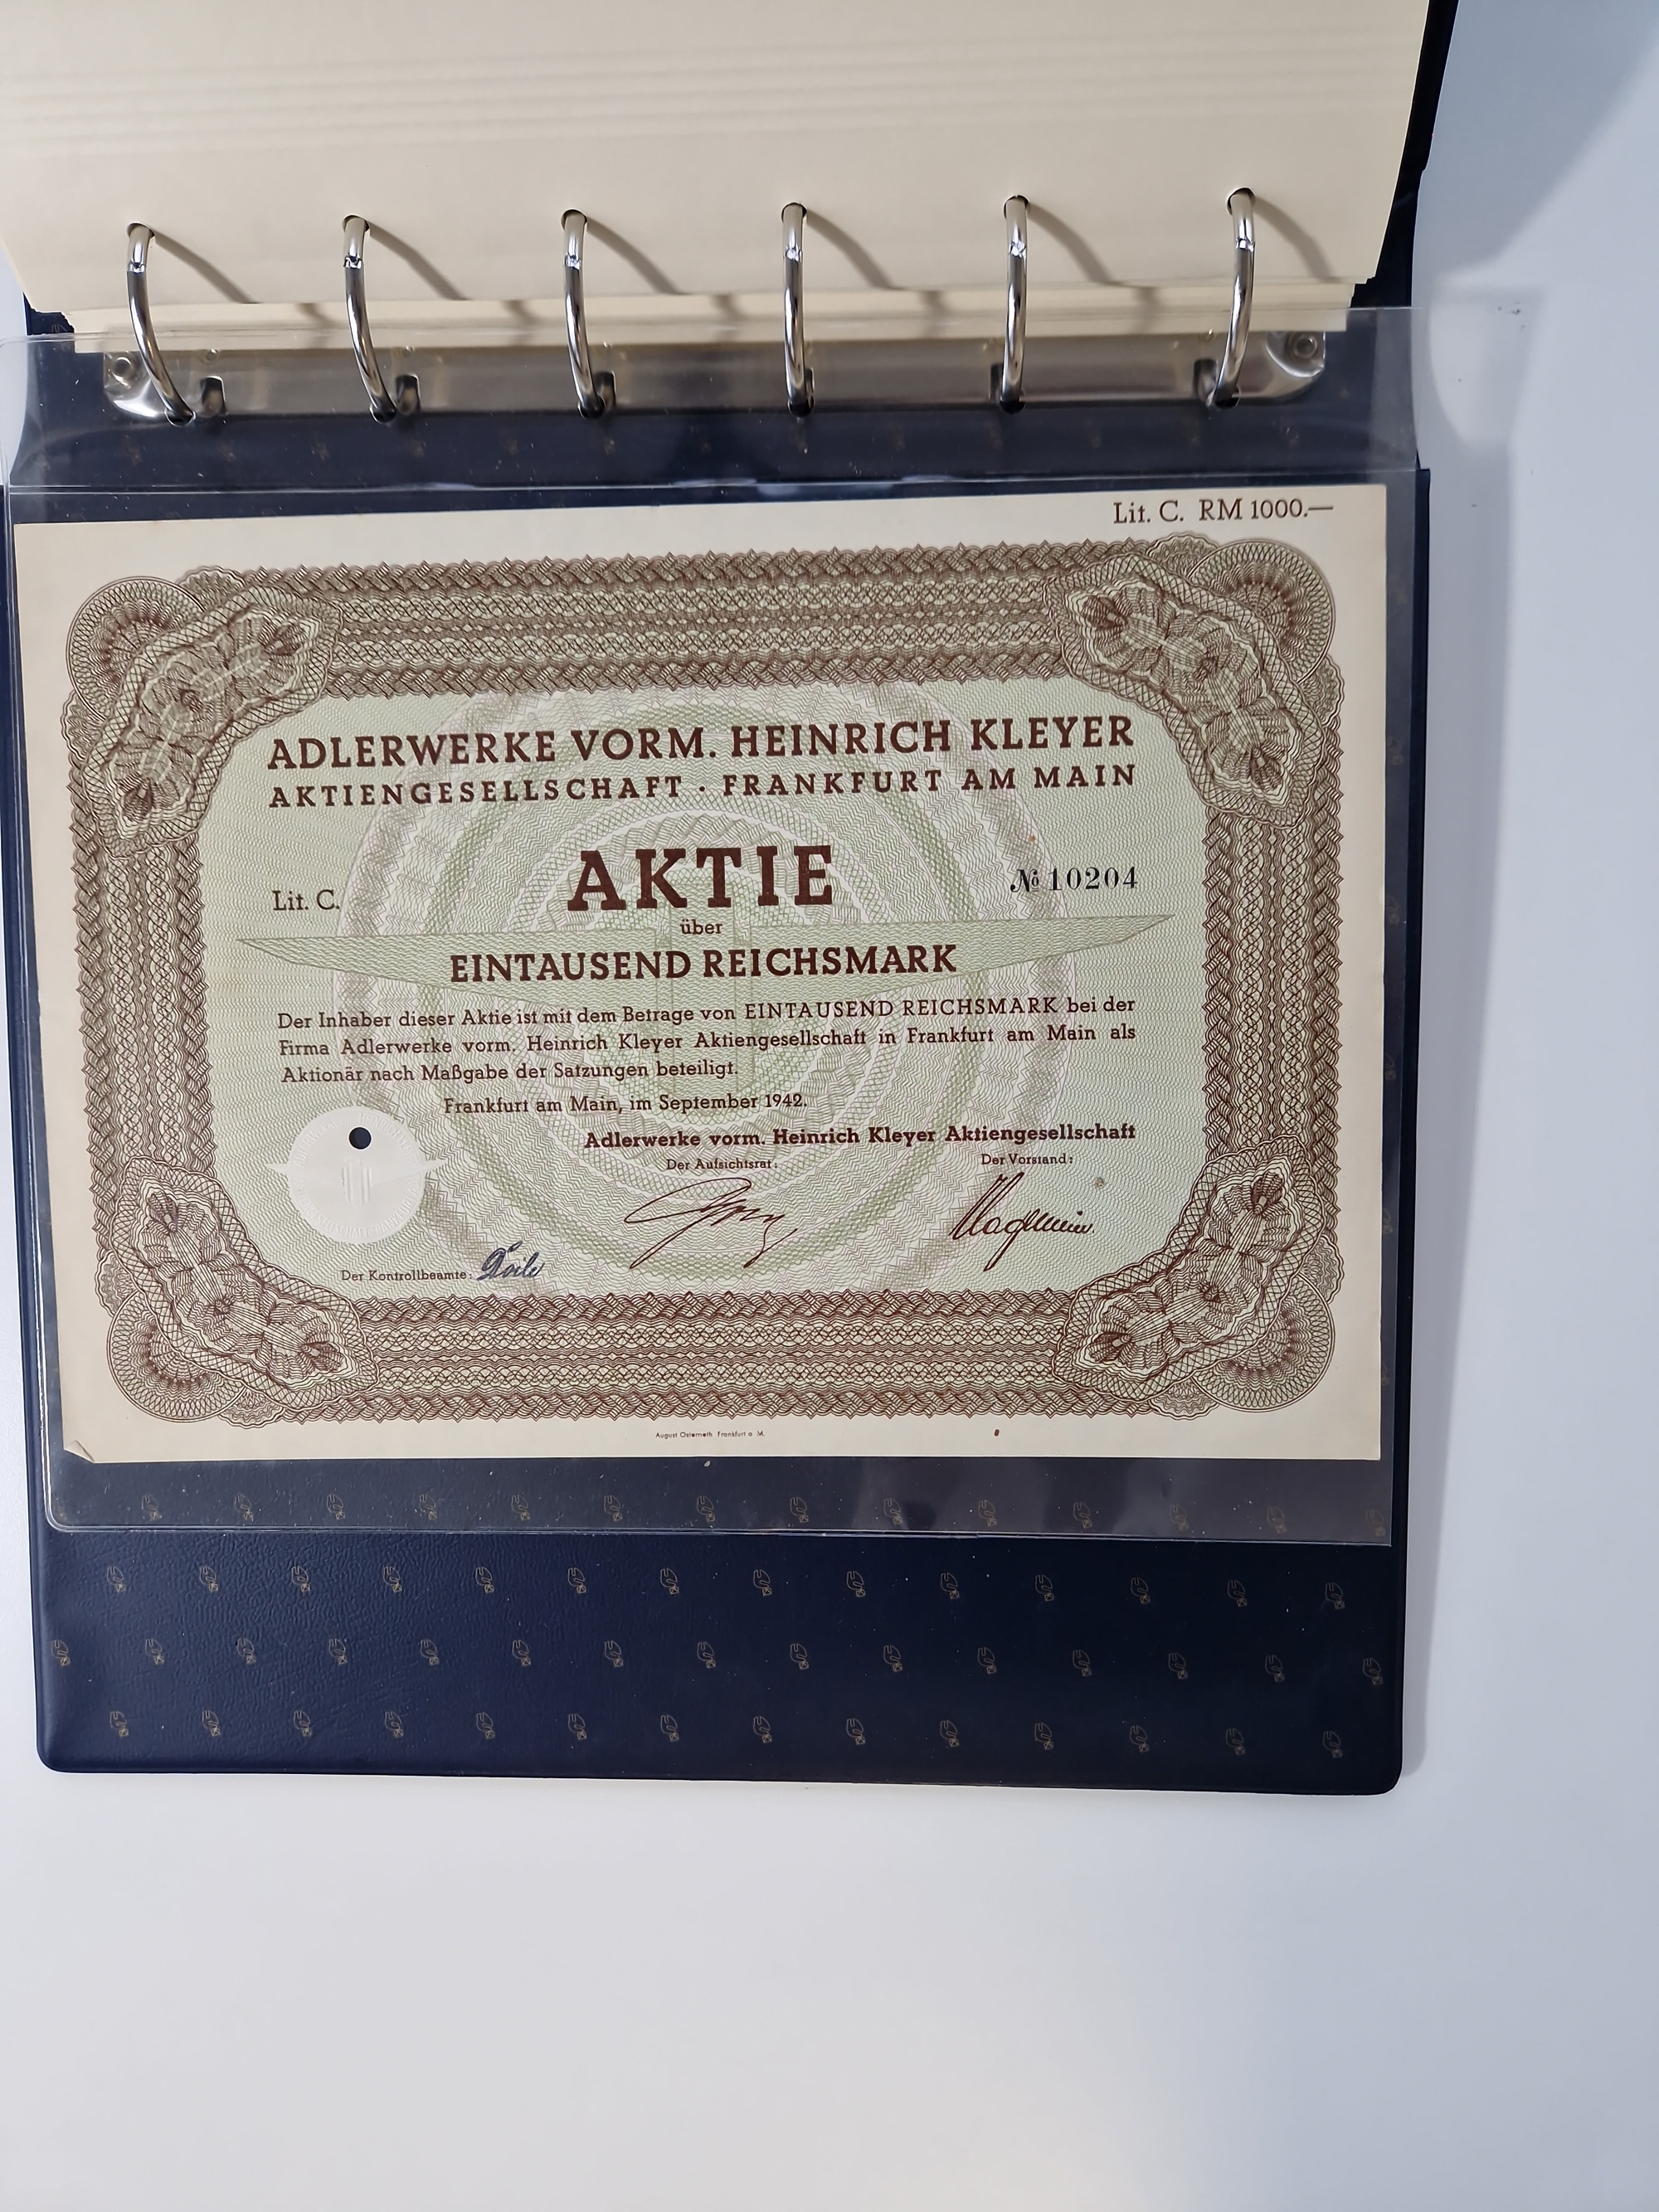 Lit. C. RM 1000.—
ADLERWERKE VORM. HEINRICH KLEYER
AKTIENGESELLSCHAFT · FRANKFURT AM MAIN
Lit. C.
AKTIE
№ 10204
über
EINTAUSEND REICHSMARK
Der Inhaber dieser Aktie ist mit dem Betrage von EINTAUSEND REICHSMARK bei der
Firma Adlerwerke vorm. Heinrich Kleyer Aktiengesellschaft in Frankfurt am Main als
Aktionär nach Maßgabe der Satzungen beteiligt.
Frankfurt am Main, im September 1942.
Adlerwerke vorm. Heinrich Kleyer Aktiengesellschaft
Der Aufsichtsrat:
Der Vorstand:
Der Kontrollbeamte:
August Osterrieth Frankfurt a. M.